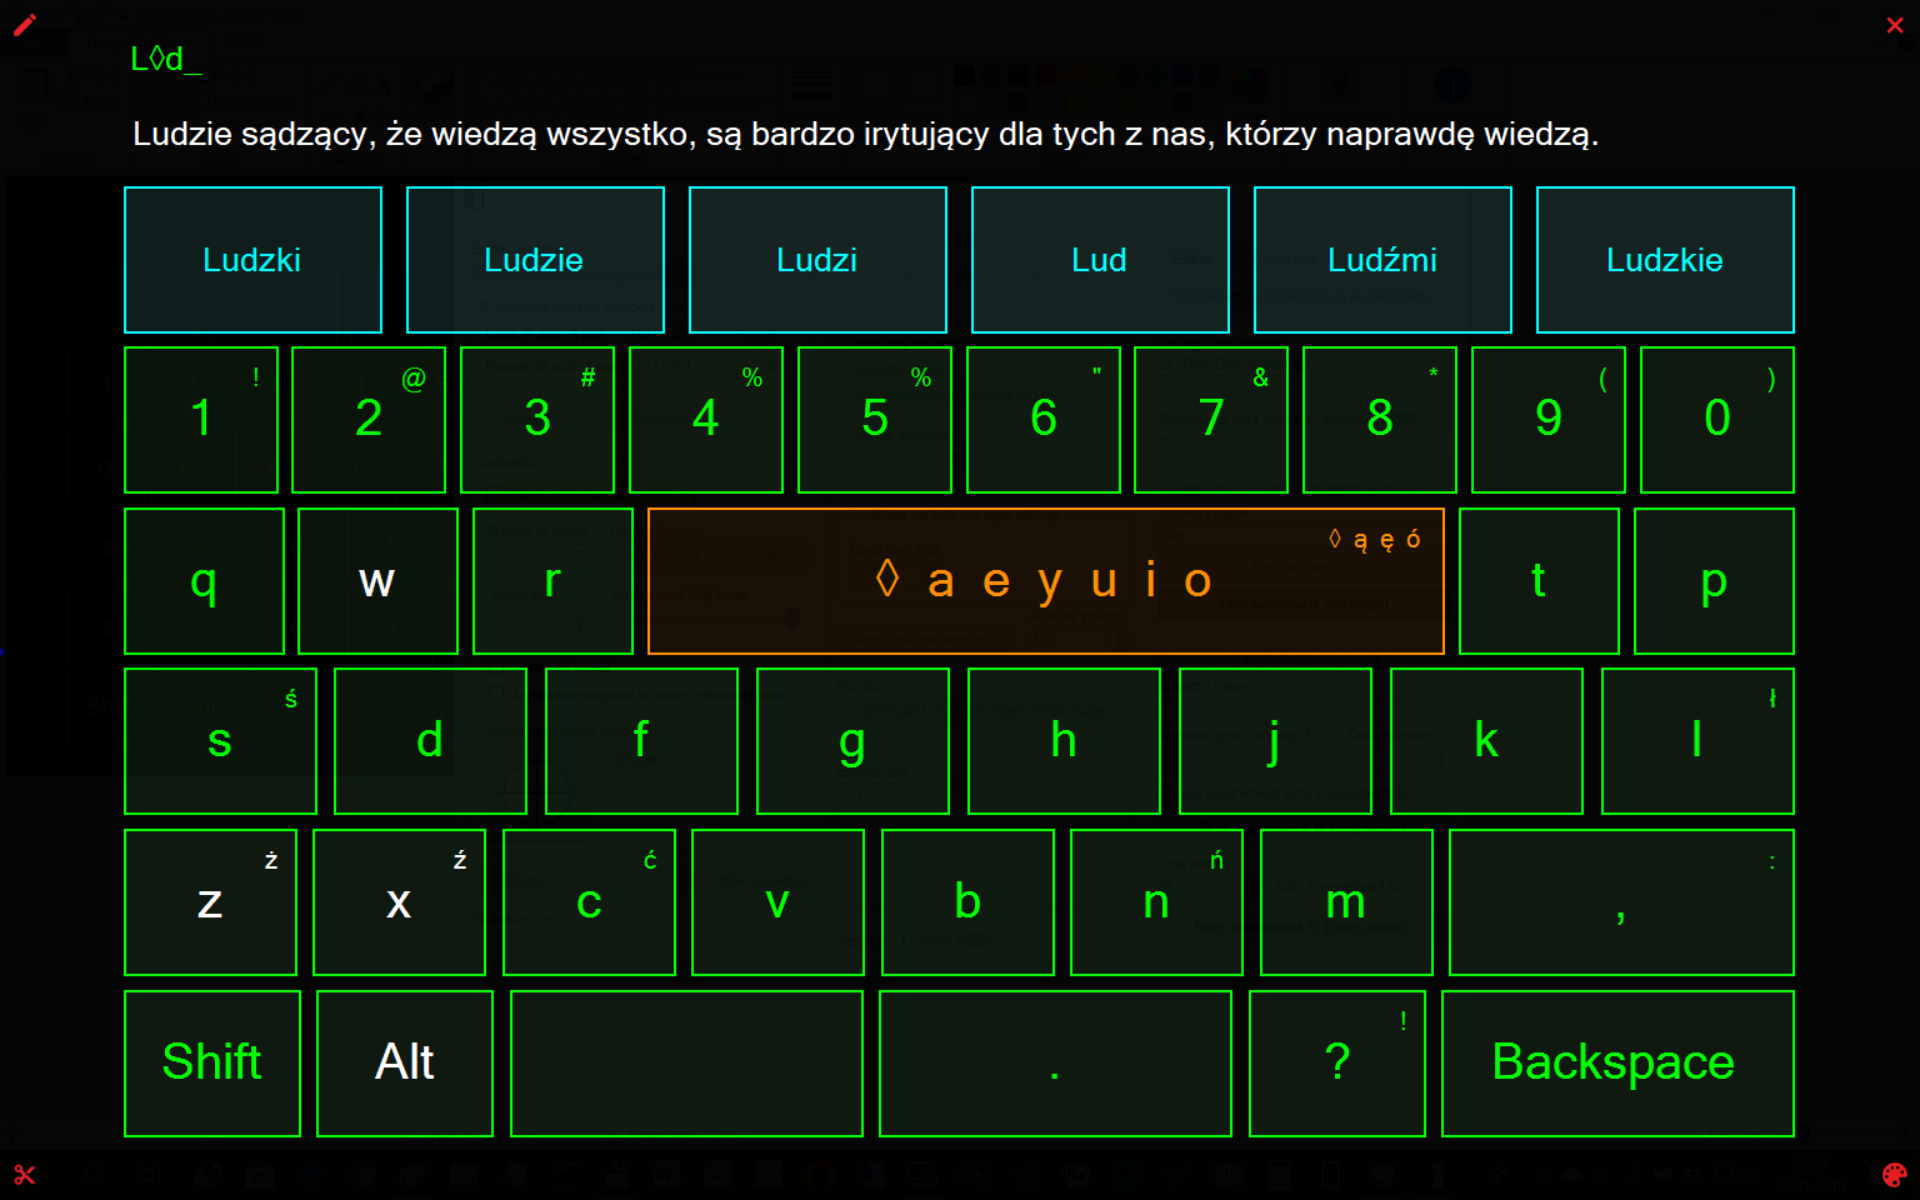 L◊d_
Ludzie sądzący, że wiedzą wszystko, są bardzo irytujący dla tych z nas, którzy naprawdę wiedzą.
Ludzki Ludzie Ludzi Lud Ludźmi Ludzkie
1 ! 2 @ 3 # 4 % 5 % 6 " 7 & 8 * 9 ( 0 )
q w r ◊ a e y u i o ◊ ą ę ó t p
s ś d f g h j k l ł
z ż x ź c ć v b n ń m , :
Shift Alt . ? ! Backspace